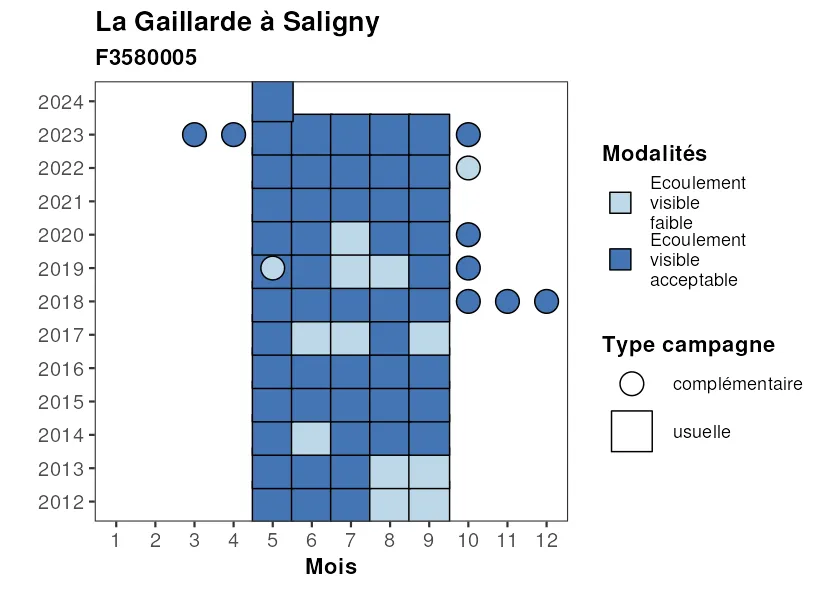 La Gaillarde à Saligny
F3580005
2024
2023
2022
2021
2020
2019
2018
2017
2016
2015
2014
2013
2012
1 2 3 4 5 6 7 8 9 10 11 12
Mois
Modalités
Ecoulement
visible
faible
Ecoulement
visible
acceptable
Type campagne
complémentaire
usuelle